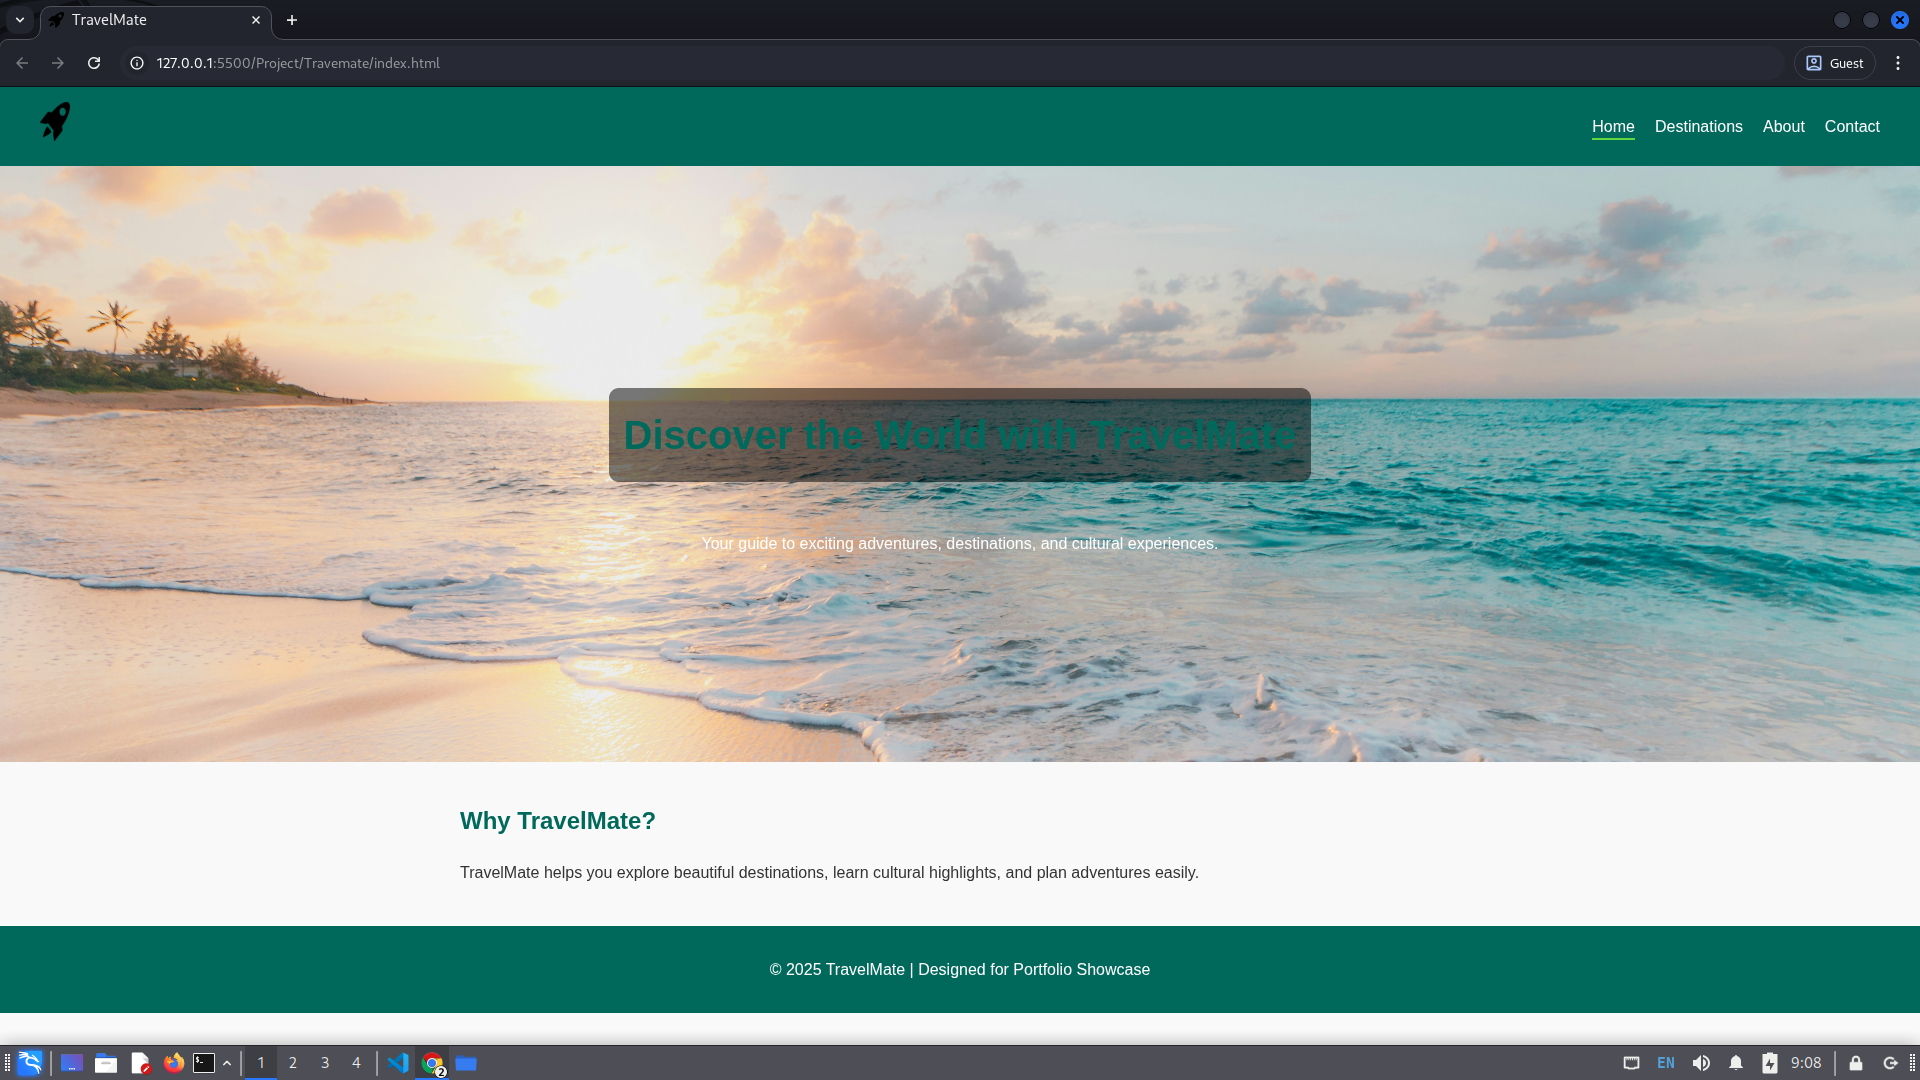 TravelMate
127.0.0.1:5500/Project/Travemate/index.html
Guest
Home Destinations About Contact
Discover the World with TravelMate
Your guide to exciting adventures, destinations, and cultural experiences.
Why TravelMate?
TravelMate helps you explore beautiful destinations, learn cultural highlights, and plan adventures easily.
© 2025 TravelMate | Designed for Portfolio Showcase
1 2 3 4 2 EN 9:08